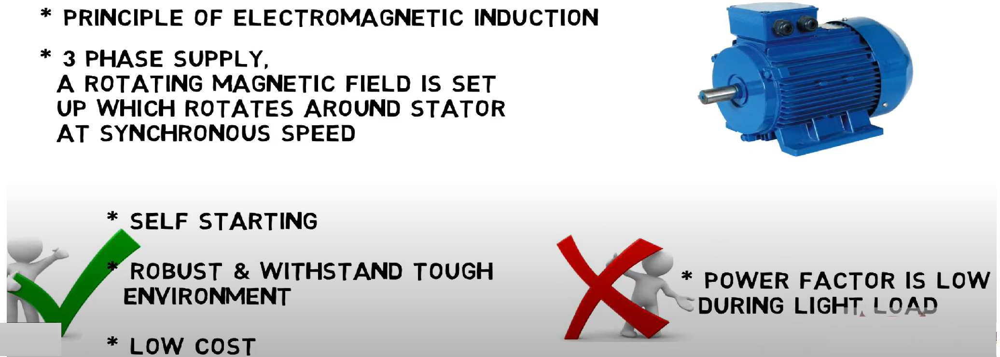 * PRINCIPLE OF ELECTROMAGNETIC INDUCTION
* 3 PHASE SUPPLY,
A ROTATING MAGNETIC FIELD IS SET
UP WHICH ROTATES AROUND STATOR
AT SYNCHRONOUS SPEED
* SELF STARTING
* ROBUST & WITHSTAND TOUGH
ENVIRONMENT
* LOW COST
* POWER FACTOR IS LOW
DURING LIGHT LOAD